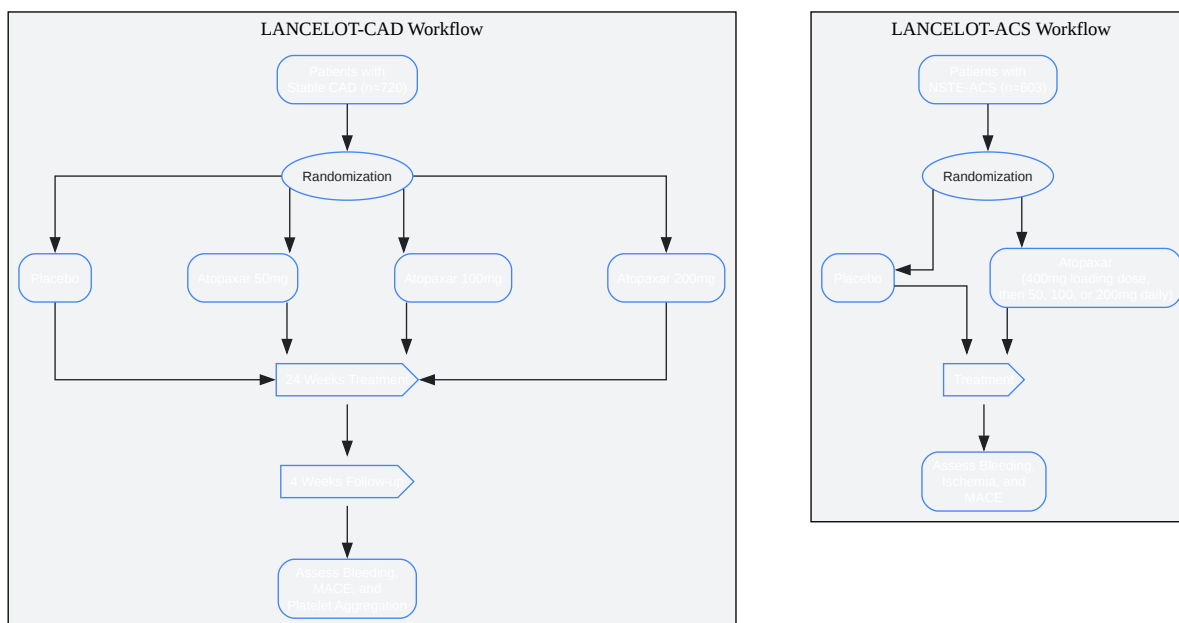 LANCELOT-CAD Workflow
Patients with
Stable CAD (n=720)
Randomization
Placebo
Atopaxar 50mg
Atopaxar 100mg
Atopaxar 200mg
24 Weeks Treatment
4 Weeks Follow-up
Assess Bleeding,
MACE, and
Platelet Aggregation
LANCELOT-ACS Workflow
Patients with
NSTE-ACS (n=603)
Randomization
Placebo
Atopaxar
(400mg loading dose,
then 50, 100, or 200mg daily)
Treatment
Assess Bleeding,
Ischemia, and
MACE